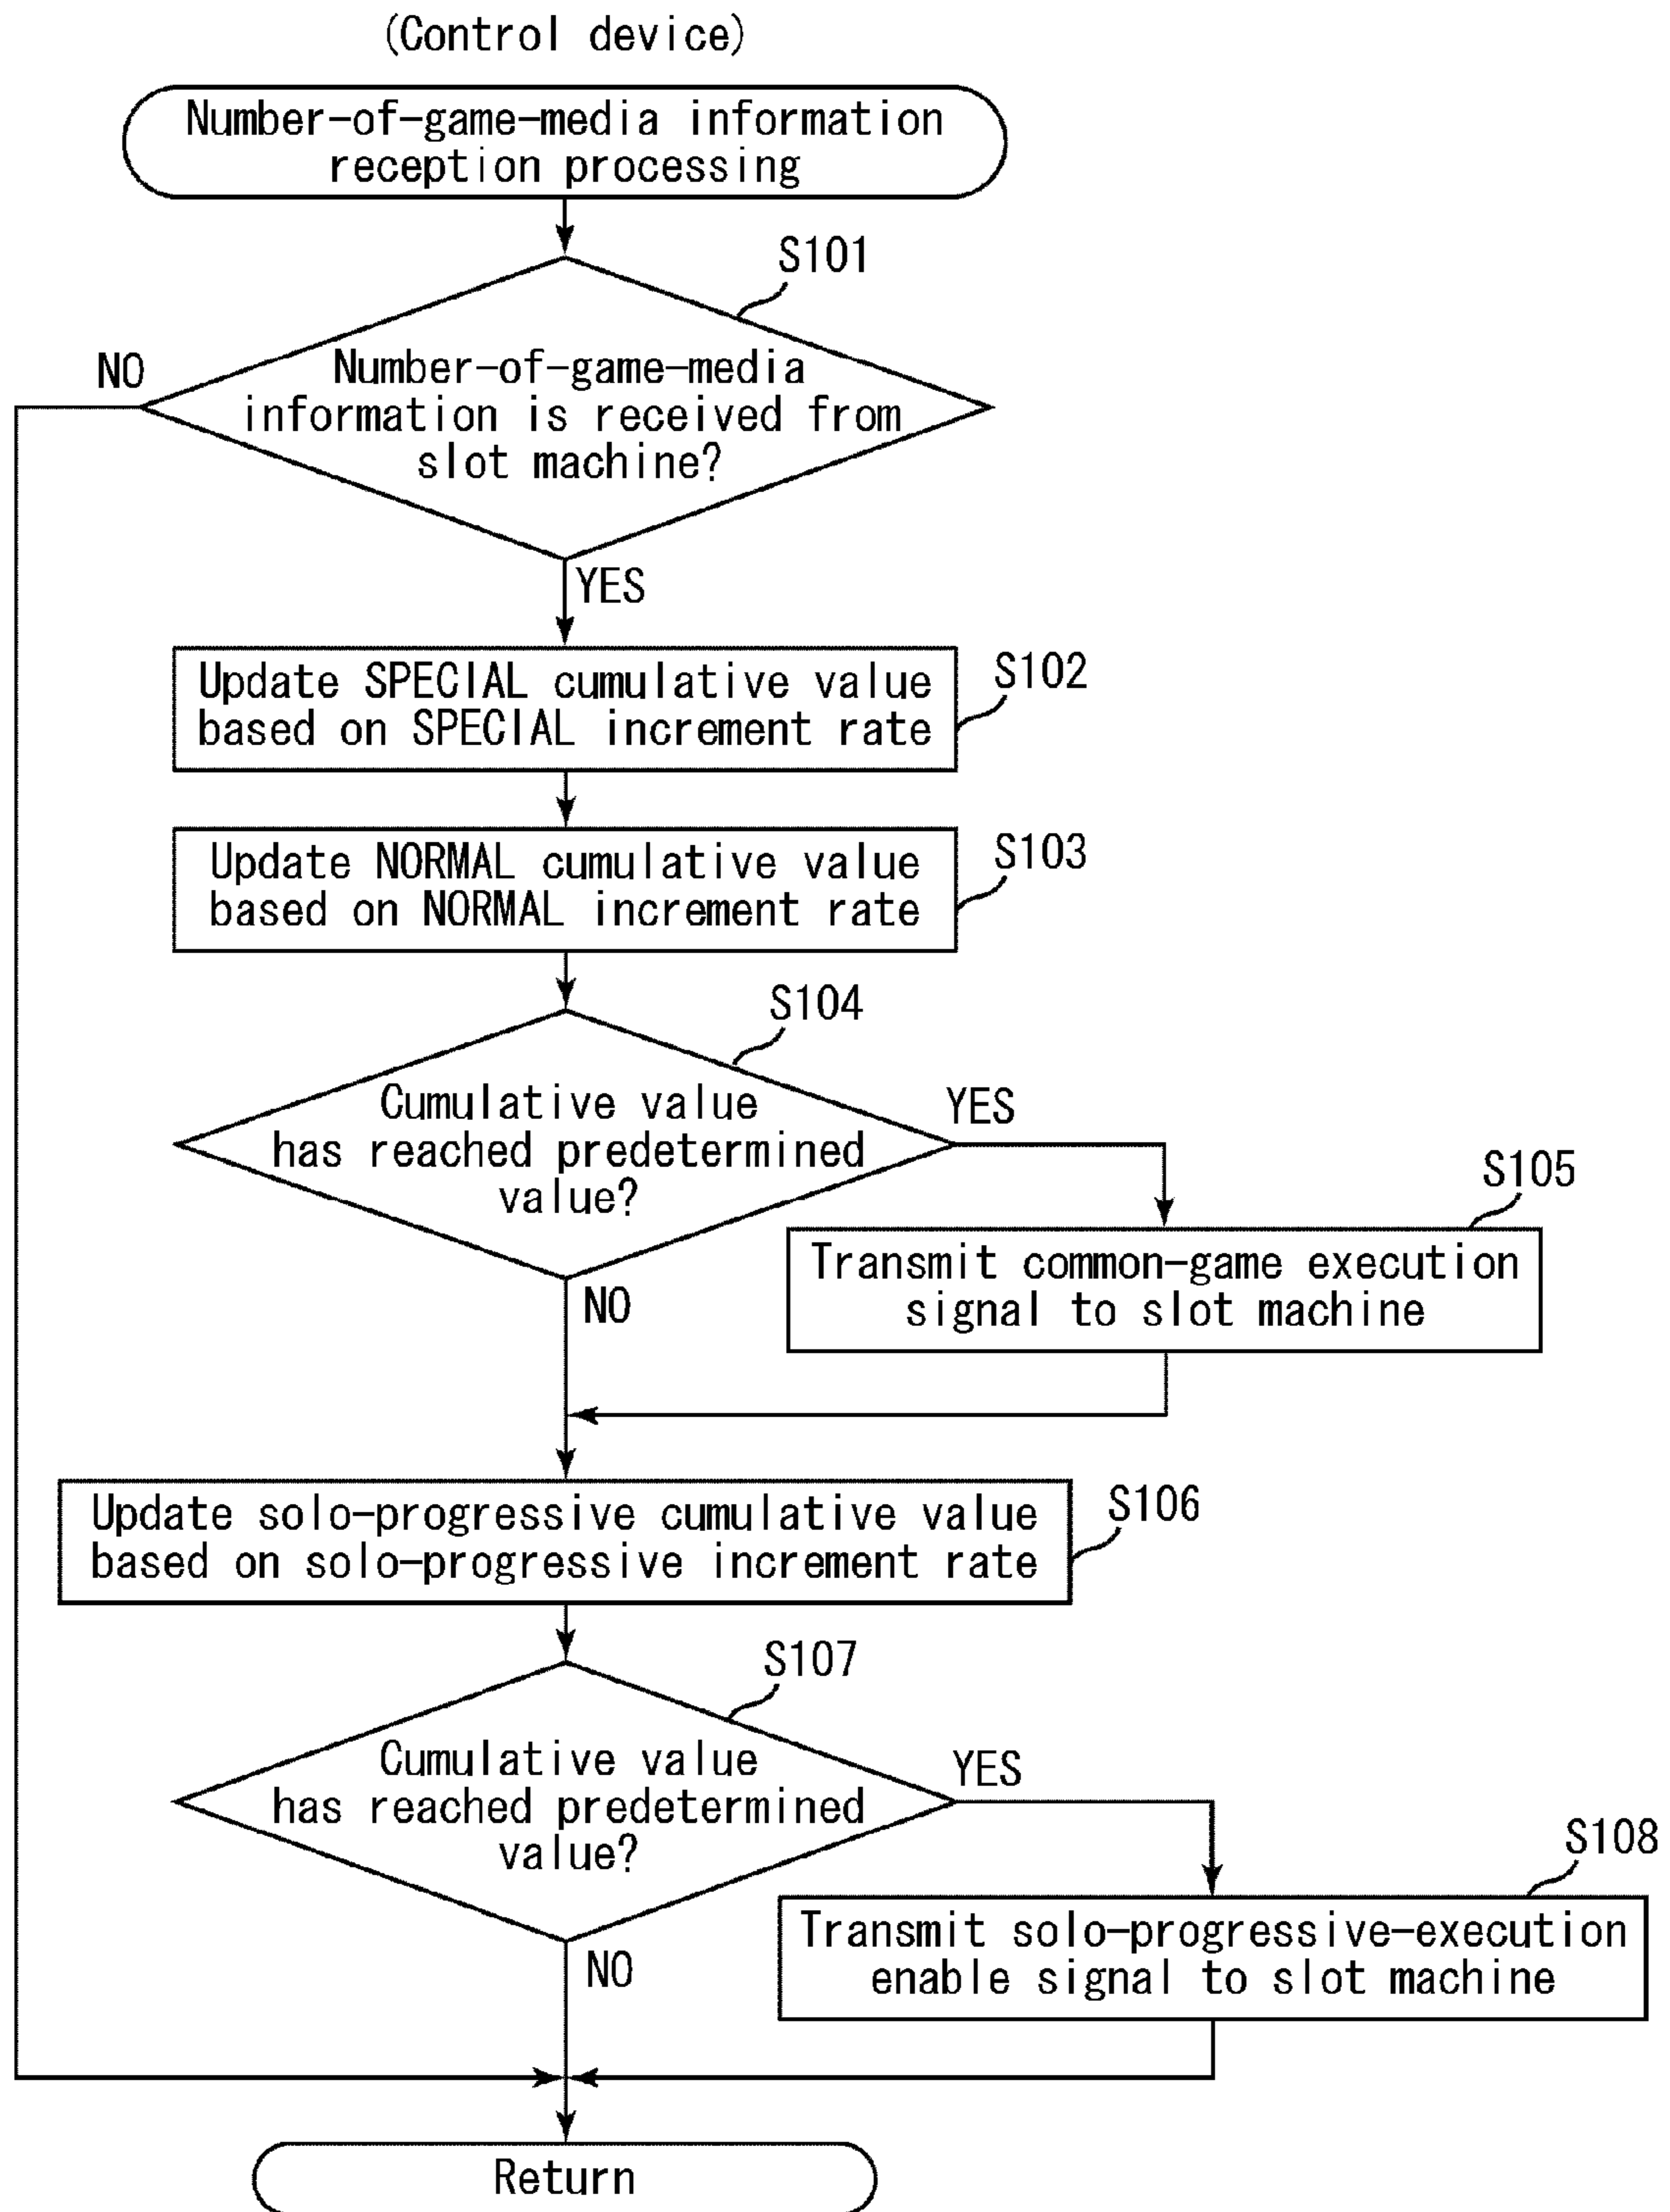 (Control device)
Number-of-game-media information
reception processing
S101
NO
Number-of-game-media
information is received from
slot machine?
YES
Update SPECIAL cumulative value
based on SPECIAL increment rate
S102
Update NORMAL cumulative value
based on NORMAL increment rate
S103
S104
Cumulative value
has reached predetermined
value?
YES
S105
Transmit common-game execution
signal to slot machine
NO
Update solo-progressive cumulative value
based on solo-progressive increment rate
S106
S107
Cumulative value
has reached predetermined
value?
YES
S108
Transmit solo-progressive-execution
enable signal to slot machine
NO
Return